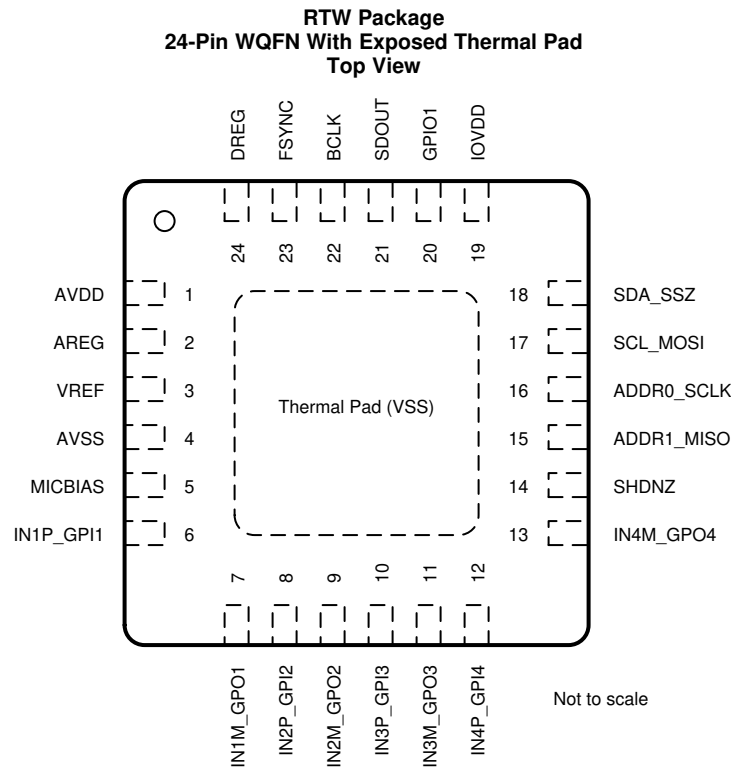 RTW Package
24-Pin WQFN With Exposed Thermal Pad
Top View
DREG
FSYNC
BCLK
SDOUT
GPIO1
IOVDD
24
23
22
21
20
19
AVDD
1
18
SDA_SSZ
AREG
2
17
SCL_MOSI
VREF
3
16
ADDR0_SCLK
Thermal Pad (VSS)
AVSS
4
15
ADDR1_MISO
MICBIAS
5
14
SHDNZ
IN1P_GPI1
6
13
IN4M_GPO4
7
8
9
10
11
12
IN1M_GPO1
IN2P_GPI2
IN2M_GPO2
IN3P_GPI3
IN3M_GPO3
IN4P_GPI4
Not to scale